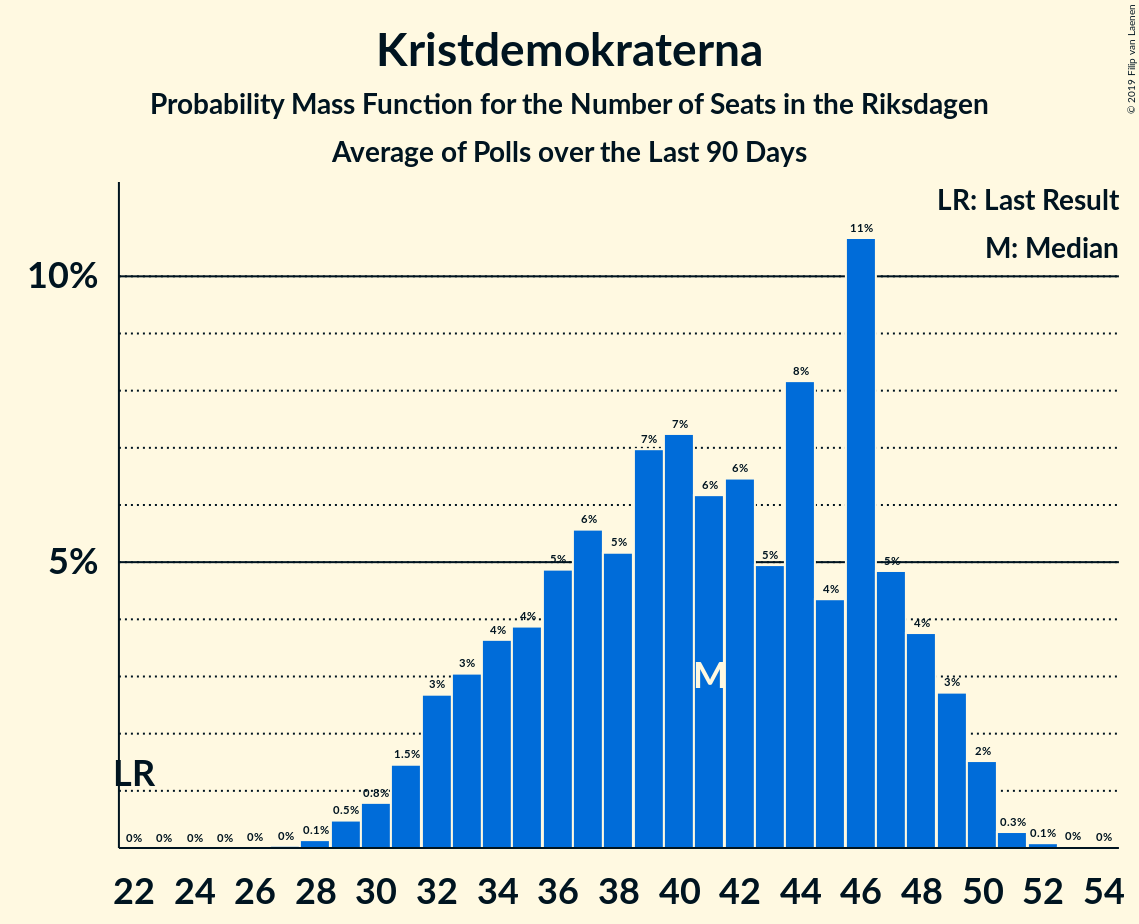 Kristdemokraterna
Probability Mass Function for the Number of Seats in the Riksdagen
Average of Polls over the Last 90 Days
© 2019 Filip van Laenen
LR: Last Result
M: Median
10%
5%
LR
M
0% 0% 0% 0% 0% 0% 0.1% 0.5% 0.8% 1.5% 3% 3% 4% 4% 5% 6% 5% 7% 7% 6% 6% 5% 8% 4% 11% 5% 4% 3% 2% 0.3% 0.1% 0% 0%
22 24 26 28 30 32 34 36 38 40 42 44 46 48 50 52 54